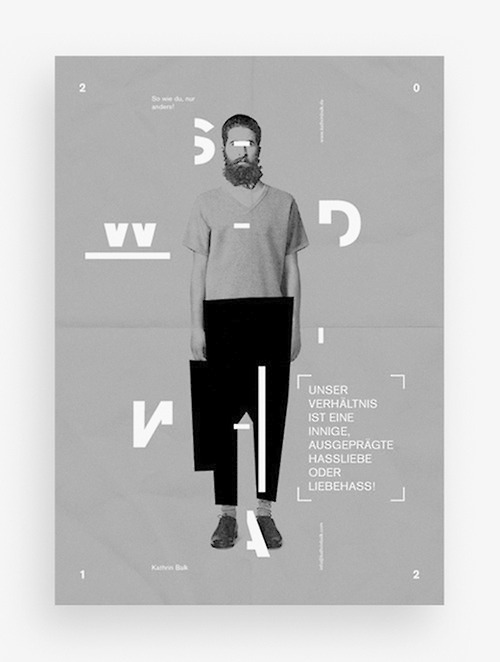 2
0
So wie du, nur
anders!
S
W
D
N
UNSER
VERHÄLTNIS
IST EINE
INNIGE,
AUSGEPRÄGTE
HASSLIEBE
ODER
LIEBEHASS!
A
Kathrin
1
2